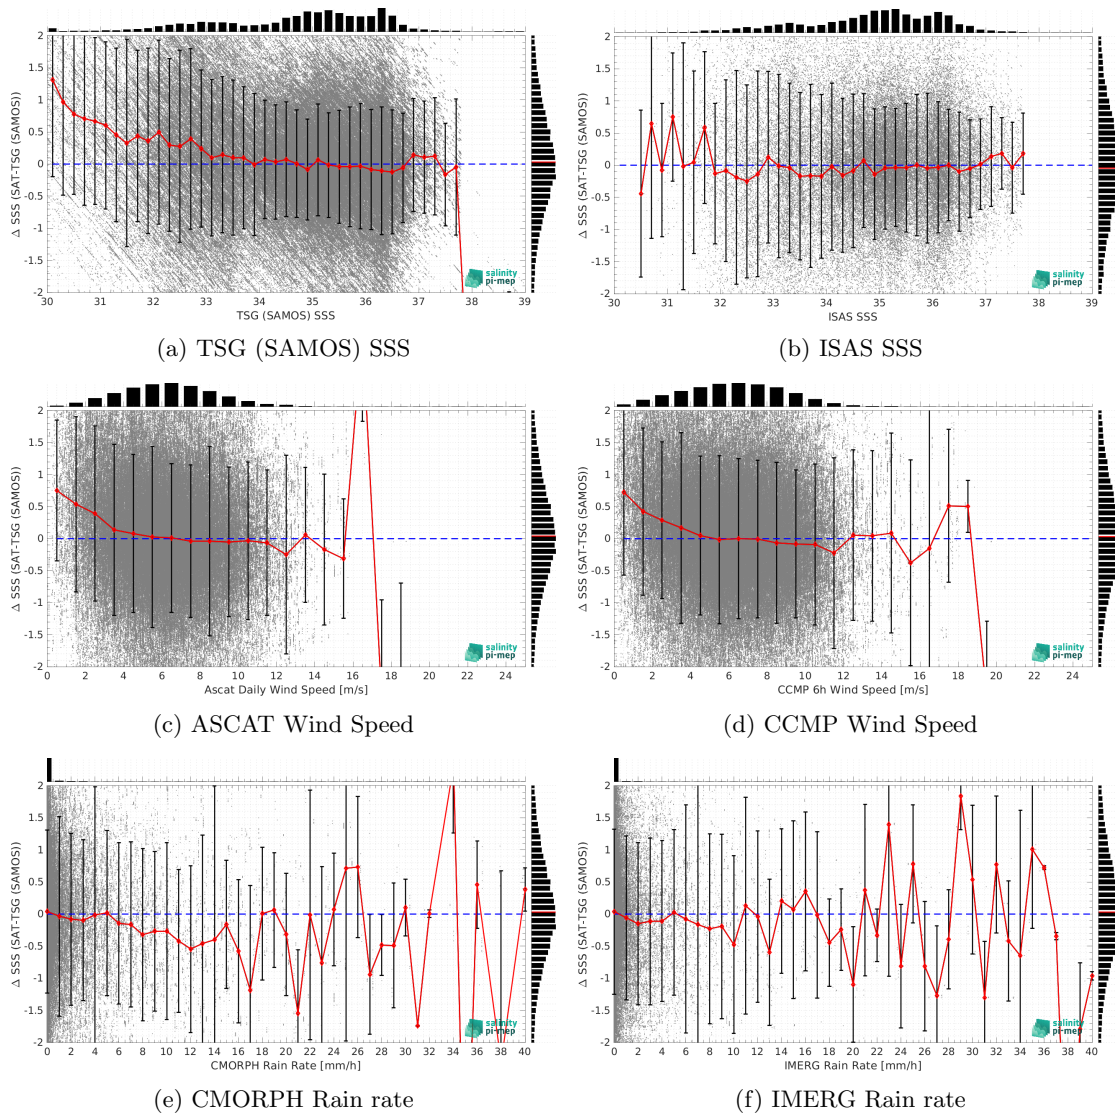 2
1.5
1
0.5
0
-0.5
-1
-1.5
-2
30 31 32 33 34 35 36 37 38 39
Δ SSS (SAT-TSG (SAMOS))
TSG (SAMOS) SSS
salinity
pi-mep
(a) TSG (SAMOS) SSS
2
1.5
1
0.5
0
-0.5
-1
-1.5
-2
30 31 32 33 34 35 36 37 38 39
Δ SSS (SAT-TSG (SAMOS))
ISAS SSS
salinity
pi-mep
(b) ISAS SSS
2
1.5
1
0.5
0
-0.5
-1
-1.5
-2
0 2 4 6 8 10 12 14 16 18 20 22 24
Δ SSS (SAT-TSG (SAMOS))
Ascat Daily Wind Speed [m/s]
salinity
pi-mep
(c) ASCAT Wind Speed
2
1.5
1
0.5
0
-0.5
-1
-1.5
-2
0 2 4 6 8 10 12 14 16 18 20 22 24
Δ SSS (SAT-TSG (SAMOS))
CCMP 6h Wind Speed [m/s]
salinity
pi-mep
(d) CCMP Wind Speed
2
1.5
1
0.5
0
-0.5
-1
-1.5
-2
0 2 4 6 8 10 12 14 16 18 20 22 24 26 28 30 32 34 36 38 40
Δ SSS (SAT-TSG (SAMOS))
CMORPH Rain Rate [mm/h]
salinity
pi-mep
(e) CMORPH Rain rate
2
1.5
1
0.5
0
-0.5
-1
-1.5
-2
0 2 4 6 8 10 12 14 16 18 20 22 24 26 28 30 32 34 36 38 40
Δ SSS (SAT-TSG (SAMOS))
IMERG Rain Rate [mm/h]
salinity
pi-mep
(f) IMERG Rain rate